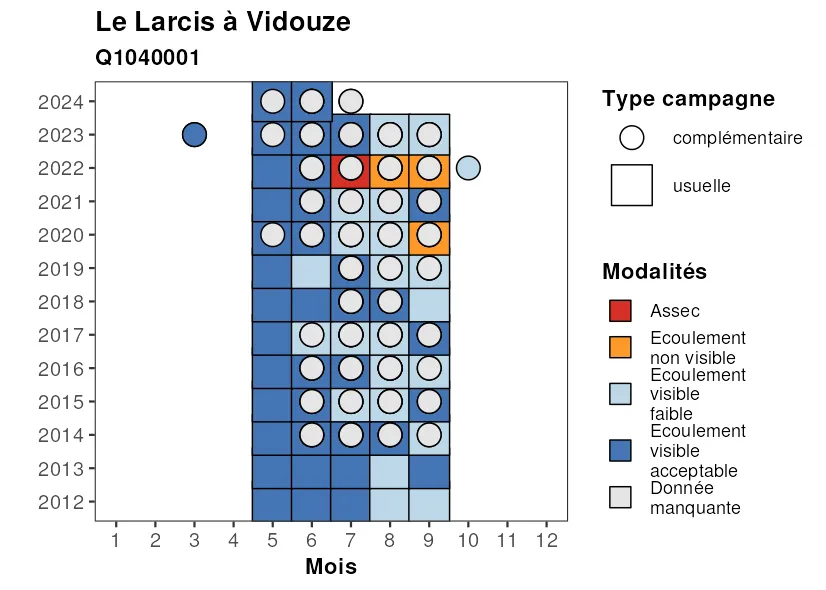 Le Larcis à Vidouze
Q1040001
2024
2023
2022
2021
2020
2019
2018
2017
2016
2015
2014
2013
2012
1 2 3 4 5 6 7 8 9 10 11 12
Mois
Type campagne
complémentaire
usuelle
Modalités
Assec
Ecoulement
non visible
Ecoulement
visible
faible
Ecoulement
visible
acceptable
Donnée
manquante